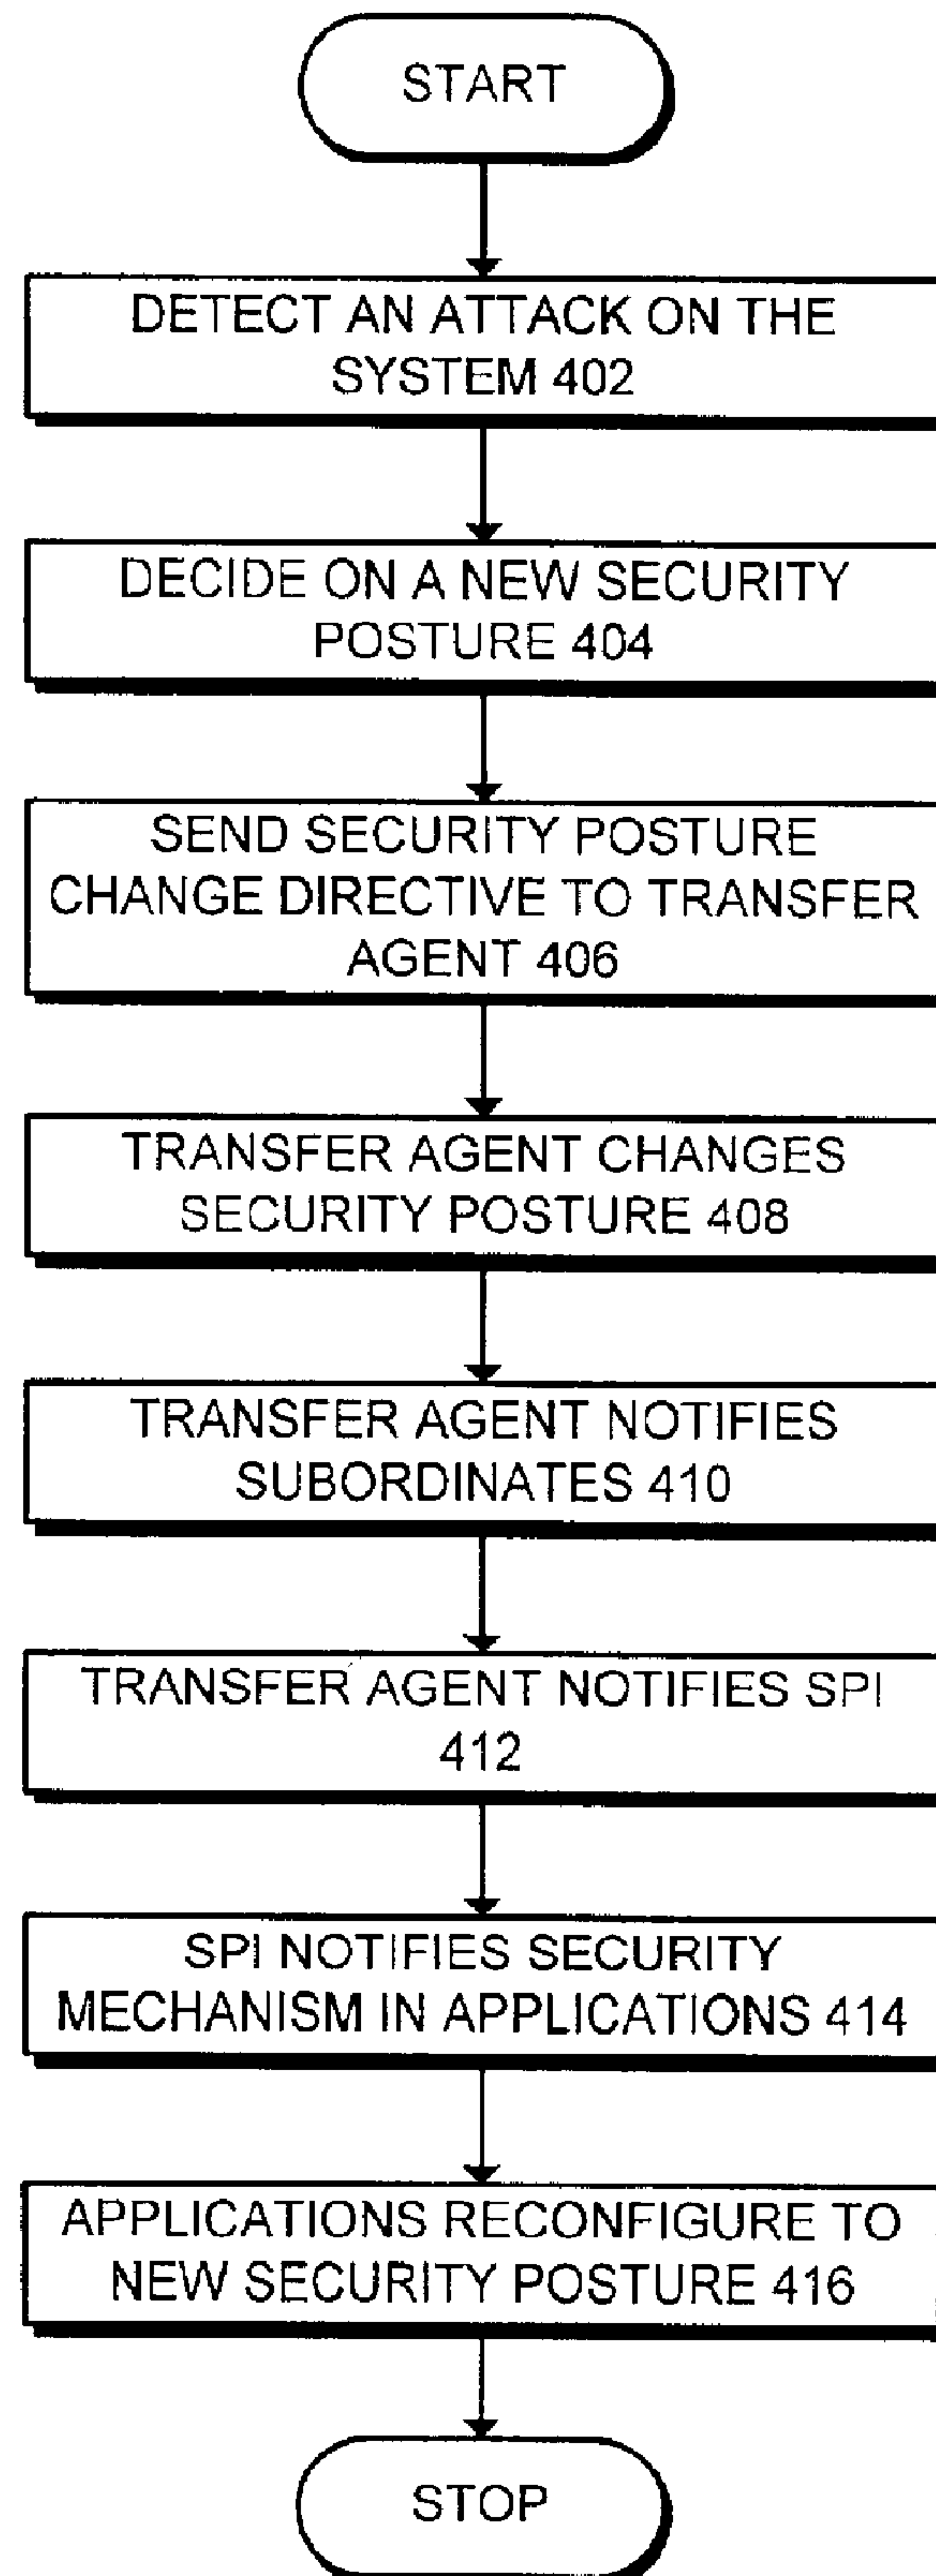 START
DETECT AN ATTACK ON THE
SYSTEM 402
DECIDE ON A NEW SECURITY
POSTURE 404
SEND SECURITY POSTURE
CHANGE DIRECTIVE TO TRANSFER
AGENT 406
TRANSFER AGENT CHANGES
SECURITY POSTURE 408
TRANSFER AGENT NOTIFIES
SUBORDINATES 410
TRANSFER AGENT NOTIFIES SPI
412
SPI NOTIFIES SECURITY
MECHANISM IN APPLICATIONS 414
APPLICATIONS RECONFIGURE TO
NEW SECURITY POSTURE 416
STOP